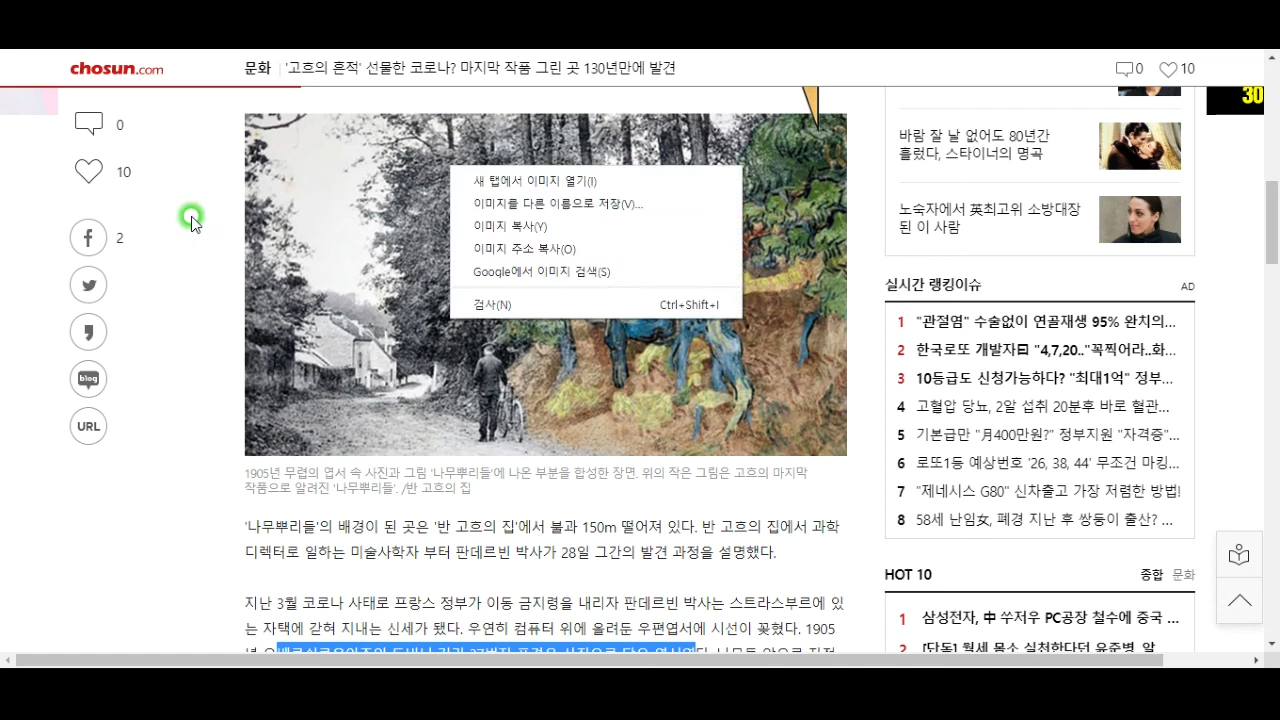 chosun.com
문화 '고흐의 흔적' 선물한 코로나? 마지막 작품 그린 곳 130년만에 발견
0 10
30
0
10
2
blog
URL
새 탭에서 이미지 열기(I)
이미지를 다른 이름으로 저장(V)...
이미지 복사(Y)
이미지 주소 복사(O)
Google에서 이미지 검색(S)
검사(N) Ctrl+Shift+I
1905년 무렵의 엽서 속 사진과 그림 '나무뿌리들'에 나온 부분을 합성한 장면. 위의 작은 그림은 고흐의 마지막
작품으로 알려진 '나무뿌리들'. /반 고흐의 집
'나무뿌리들'의 배경이 된 곳은 '반 고흐의 집'에서 불과 150m 떨어져 있다. 반 고흐의 집에서 과학
디렉터로 일하는 미술사학자 부터 판데르빈 박사가 28일 그간의 발견 과정을 설명했다.
지난 3월 코로나 사태로 프랑스 정부가 이동 금지령을 내리자 판데르빈 박사는 스트라스부르에 있
는 자택에 갇혀 지내는 신세가 됐다. 우연히 컴퓨터 위에 올려둔 우편엽서에 시선이 꽂혔다. 1905
바람 잘 날 없어도 80년간
흘렀다, 스타이너의 명곡
노숙자에서 英최고위 소방대장
된 이 사람
실시간 랭킹이슈 AD
1 "관절염" 수술없이 연골재생 95% 완치의...
2 한국로또 개발자曰 "4,7,20.."꼭찍어라..화...
3 10등급도 신청가능하다? "최대1억" 정부...
4 고혈압 당뇨, 2알 섭취 20분후 바로 혈관...
5 기본급만 "月400만원?" 정부지원 "자격증"...
6 로또1등 예상번호 '26, 38, 44' 무조건 마킹...
7 "제네시스 G80" 신차출고 가장 저렴한 방법!
8 58세 난임女, 폐경 지난 후 쌍둥이 출산? ...
HOT 10 종합 문화
1 삼성전자, 中 쑤저우 PC공장 철수에 중국 ...
2 [단독] 월세 몸소 실천한다던 윤준병, 알